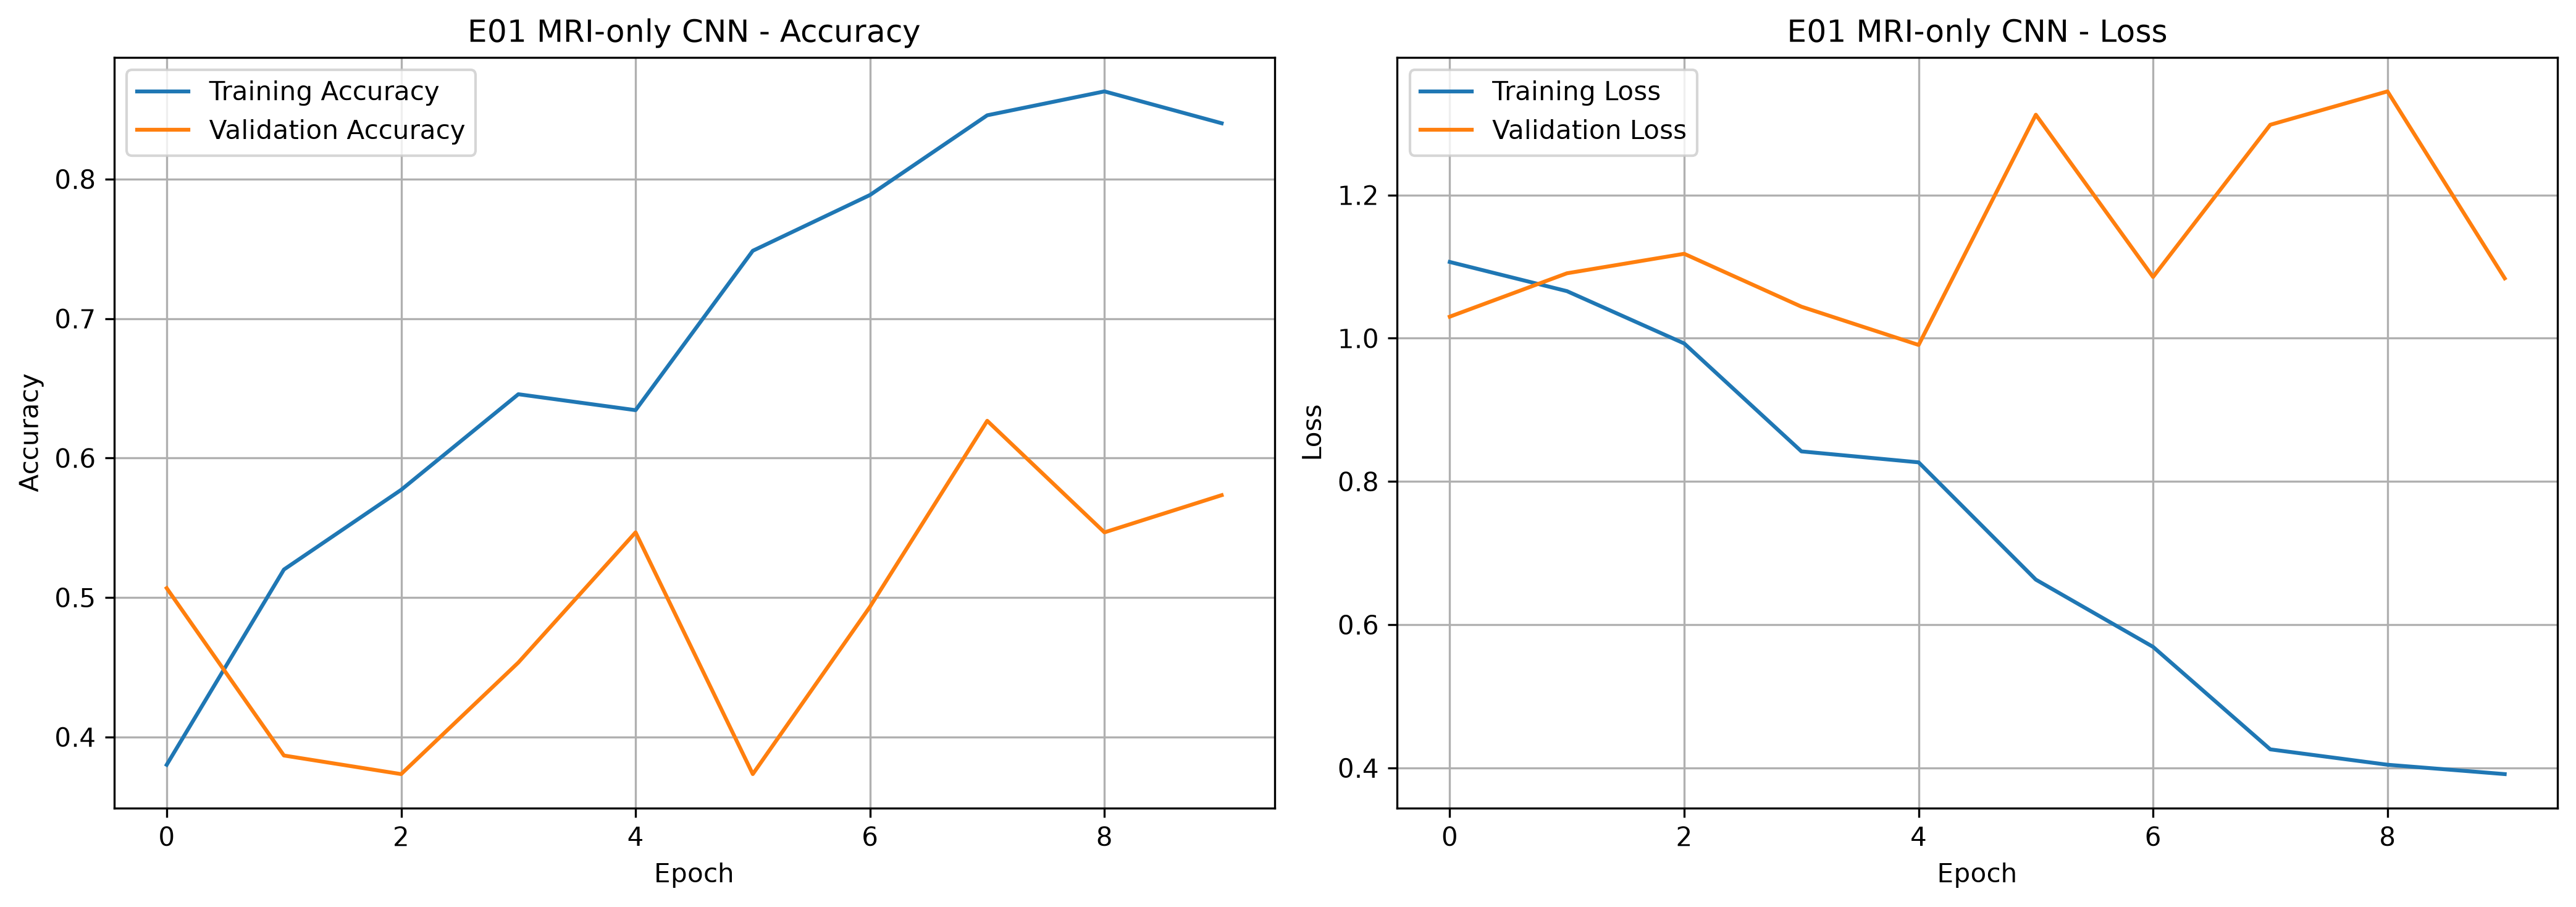 E01 MRI-only CNN - Accuracy
Training Accuracy
Validation Accuracy
0.8
0.7
0.6
0.5
0.4
Accuracy
0 2 4 6 8
Epoch
E01 MRI-only CNN - Loss
Training Loss
Validation Loss
1.2
1.0
0.8
0.6
0.4
Loss
0 2 4 6 8
Epoch